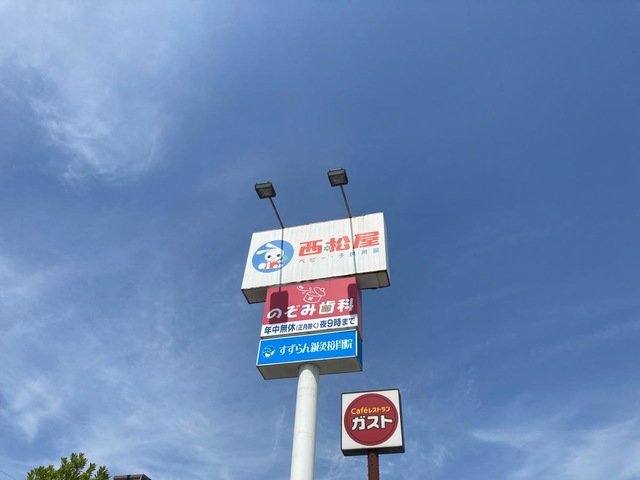 西松屋
ベビー・子供用品
のぞみ歯科
年中無休(正月除く)夜9時まで
すずらん鍼灸接骨院
Caféレストラン
ガスト